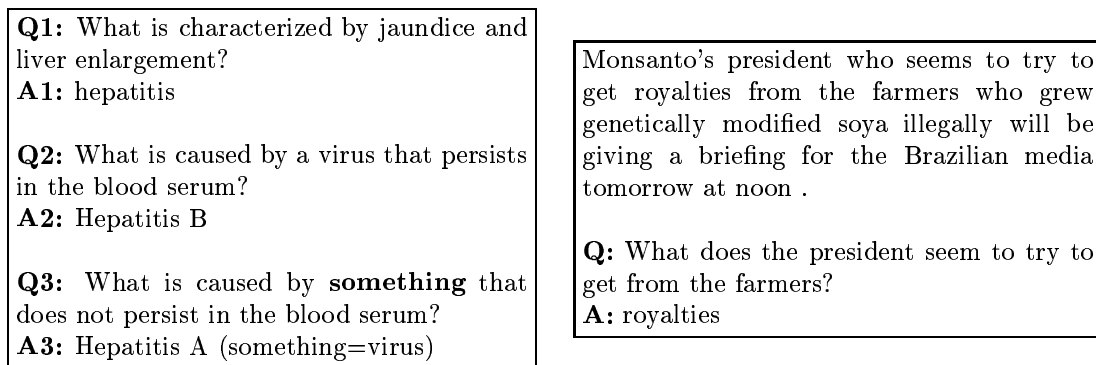 Q1: What is characterized by jaundice and
liver enlargement?
A1: hepatitis
Q2: What is caused by a virus that persists
in the blood serum?
A2: Hepatitis B
Q3: What is caused by something that
does not persist in the blood serum?
A3: Hepatitis A (something=virus)
Monsanto's president who seems to try to
get royalties from the farmers who grew
genetically modified soya illegally will be
giving a briefing for the Brazilian media
tomorrow at noon .
Q: What does the president seem to try to
get from the farmers?
A: royalties